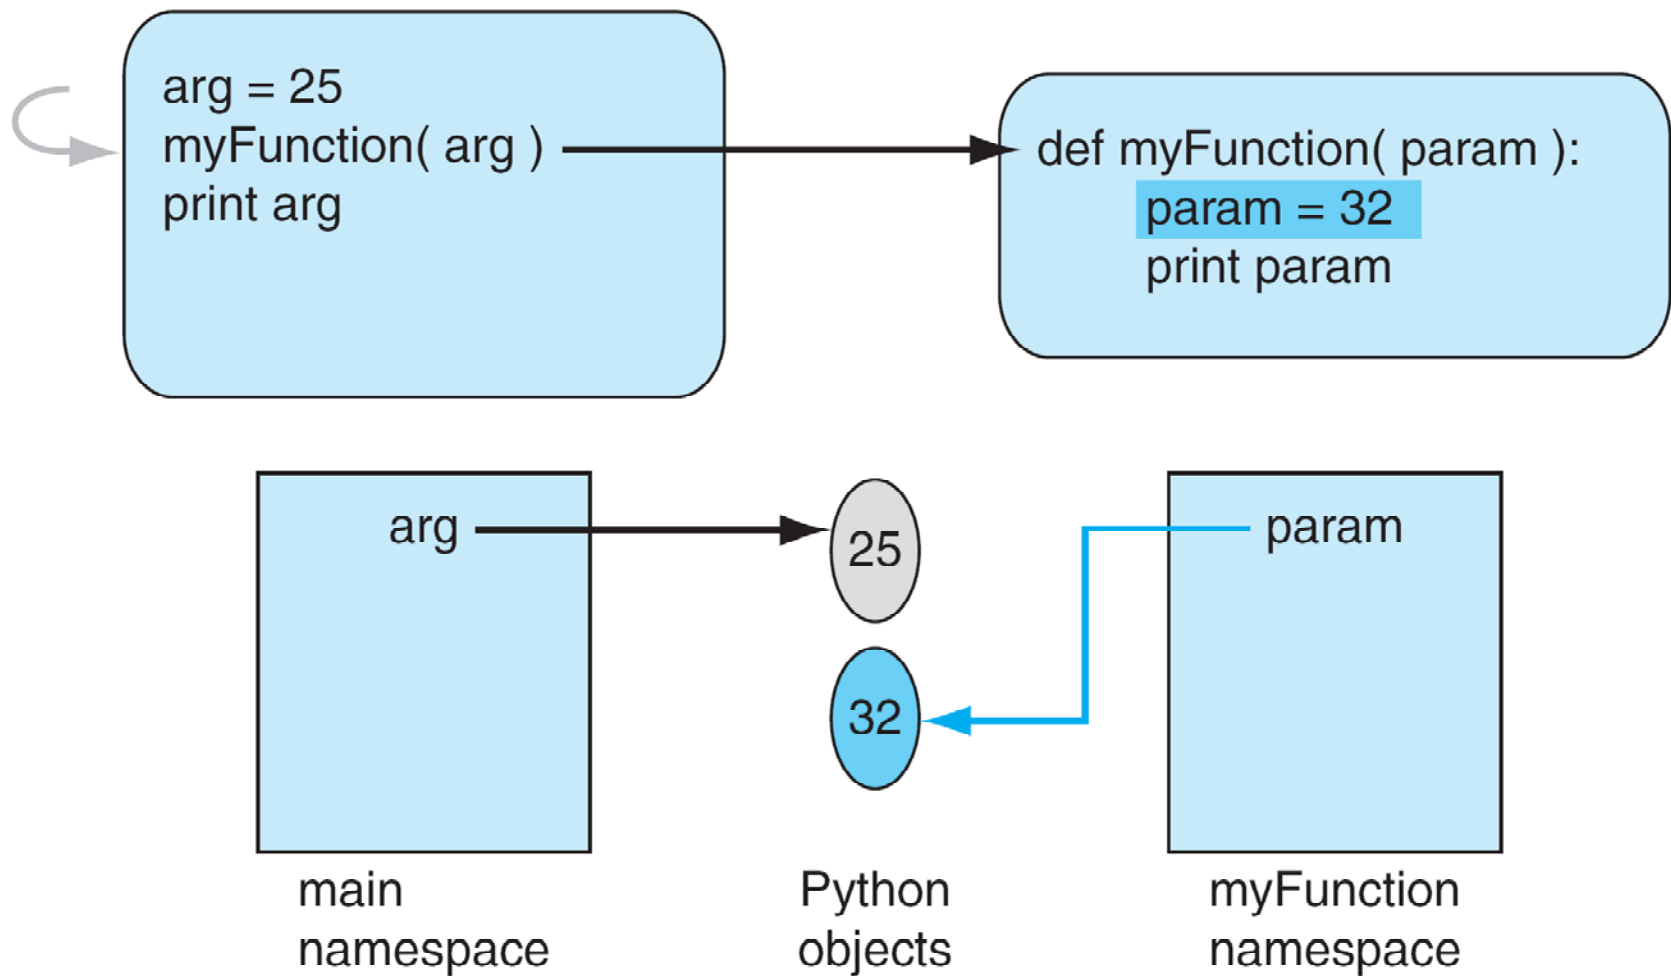 arg = 25
myFunction( arg )
print arg
def myFunction( param ):
param = 32
print param
arg
25
32
param
main
namespace
Python
objects
myFunction
namespace